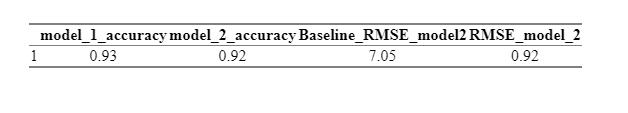 model_1_accuracy model_2_accuracy Baseline_RMSE_model2 RMSE_model_2
1 0.93 0.92 7.05 0.92